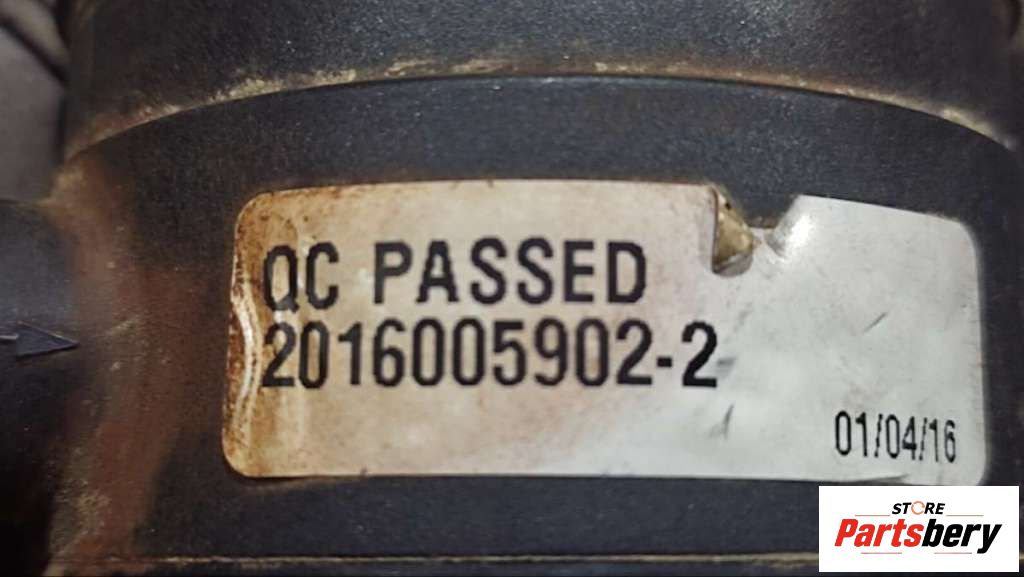 QC PASSED
2016005902-2
01/04/16
STORE
Partsbery